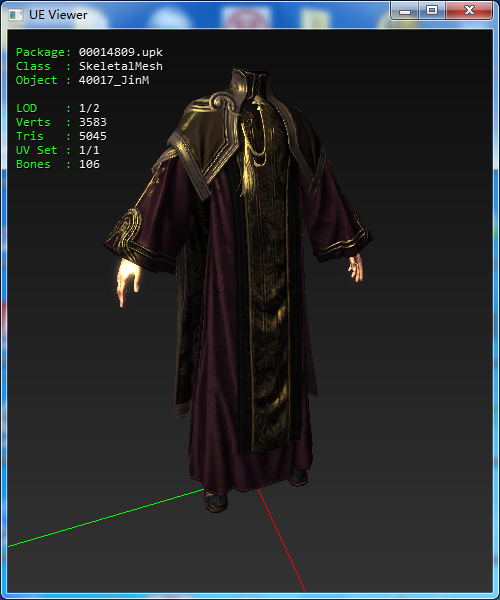 UE Viewer
Package: 00014809.upk
Class  : SkeletalMesh
Object : 40017_JinM
LOD    : 1/2
Verts  : 3583
Tris   : 5045
UV Set : 1/1
Bones  : 106